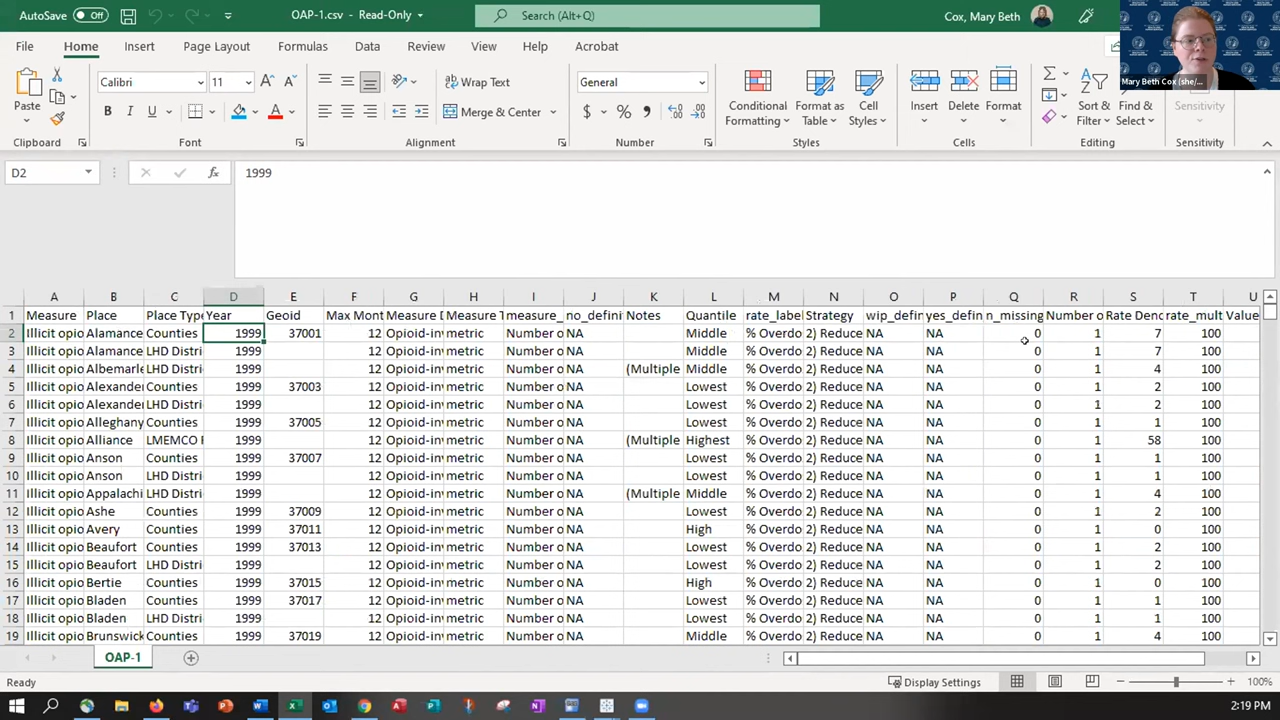 AutoSave Off OAP-1.csv - Read-Only Search (Alt+Q) Cox, Mary Beth
File Home Insert Page Layout Formulas Data Review View Help Acrobat
Mary Beth Cox (she/...
Paste Calibri 11 Wrap Text General Conditional Formatting Format as Table Cell Styles Insert Delete Format Sort & Filter Find & Select Sensitivity
B I U Merge & Center $ % ,
Clipboard Font Alignment Number Styles Cells Editing Sensitivity
D2 fx 1999
A B C D E F G H I J K L M N O P Q R S T U
1 Measure Place Place Type Year Geoid Max Mont Measure D Measure T measure_ no_defini Notes Quantile rate_label Strategy wip_defin yes_defin n_missing Number o Rate Deno rate_mult Value
2 Illicit opio Alamance Counties 1999 37001 12 Opioid-inv metric Number o NA Middle % Overdo 2) Reduce NA NA 0 1 7 100
3 Illicit opio Alamance LHD Distri 1999 12 Opioid-inv metric Number o NA Middle % Overdo 2) Reduce NA NA 0 1 7 100
4 Illicit opio Albemarle LHD Distri 1999 12 Opioid-inv metric Number o NA (Multiple Middle % Overdo 2) Reduce NA NA 0 1 4 100
5 Illicit opio Alexander Counties 1999 37003 12 Opioid-inv metric Number o NA Lowest % Overdo 2) Reduce NA NA 0 1 2 100
6 Illicit opio Alexander LHD Distri 1999 12 Opioid-inv metric Number o NA Lowest % Overdo 2) Reduce NA NA 0 1 2 100
7 Illicit opio Alleghany Counties 1999 37005 12 Opioid-inv metric Number o NA Lowest % Overdo 2) Reduce NA NA 0 1 1 100
8 Illicit opio Alliance LMEMCO R 1999 12 Opioid-inv metric Number o NA (Multiple Highest % Overdo 2) Reduce NA NA 0 1 58 100
9 Illicit opio Anson Counties 1999 37007 12 Opioid-inv metric Number o NA Lowest % Overdo 2) Reduce NA NA 0 1 1 100
10 Illicit opio Anson LHD Distri 1999 12 Opioid-inv metric Number o NA Lowest % Overdo 2) Reduce NA NA 0 1 1 100
11 Illicit opio Appalachi LHD Distri 1999 12 Opioid-inv metric Number o NA (Multiple Middle % Overdo 2) Reduce NA NA 0 1 4 100
12 Illicit opio Ashe Counties 1999 37009 12 Opioid-inv metric Number o NA Lowest % Overdo 2) Reduce NA NA 0 1 2 100
13 Illicit opio Avery Counties 1999 37011 12 Opioid-inv metric Number o NA High % Overdo 2) Reduce NA NA 0 1 0 100
14 Illicit opio Beaufort Counties 1999 37013 12 Opioid-inv metric Number o NA Lowest % Overdo 2) Reduce NA NA 0 1 2 100
15 Illicit opio Beaufort LHD Distri 1999 12 Opioid-inv metric Number o NA Lowest % Overdo 2) Reduce NA NA 0 1 2 100
16 Illicit opio Bertie Counties 1999 37015 12 Opioid-inv metric Number o NA High % Overdo 2) Reduce NA NA 0 1 0 100
17 Illicit opio Bladen Counties 1999 37017 12 Opioid-inv metric Number o NA Lowest % Overdo 2) Reduce NA NA 0 1 1 100
18 Illicit opio Bladen LHD Distri 1999 12 Opioid-inv metric Number o NA Lowest % Overdo 2) Reduce NA NA 0 1 1 100
19 Illicit opio Brunswick Counties 1999 37019 12 Opioid-inv metric Number o NA Middle % Overdo 2) Reduce NA NA 0 1 4 100
OAP-1
Ready Display Settings 100%
2:19 PM